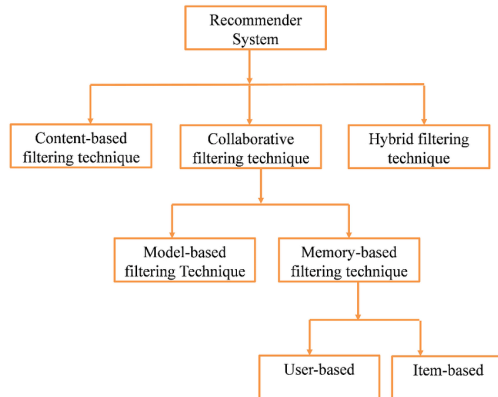 Recommender
System
Content-based
filtering technique
Collaborative
filtering technique
Hybrid filtering
technique
Model-based
filtering Technique
Memory-based
filtering technique
User-based
Item-based